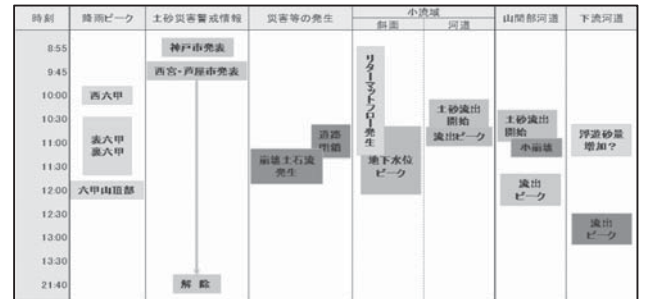 時刻 降雨ピーク 土砂災害警戒情報 災害等の発生 小流域 山間部河道 下流河道
斜面 河道
8:55 神戸市発表
9:45 西宮・芦屋市発表
リターマットフロー発生
10:00 西六甲
10:30
土砂流出
開始
土砂流出
開始
11:00 表六甲
裏六甲
道路
閉鎖
流出ピーク
小崩壊
浮遊砂量
増加?
11:30
崩壊土石流
発生
地下水位
ピーク
12:00 六甲山頂部
流出
ピーク
12:30
13:00
流出
ピーク
13:30
21:40 解 除